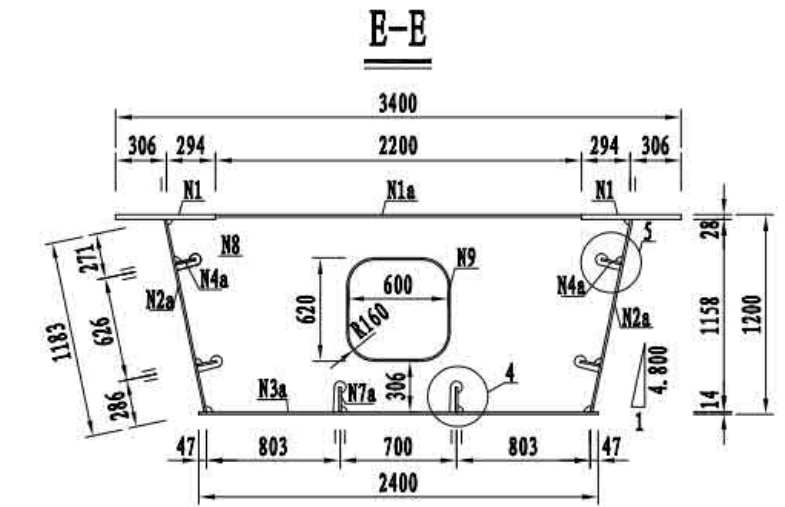 E-E
3400
306 294 2200 294 306
N1 N1a N1
N8 N9 5 28
271 N4a 600 N4a
N2a 620 N2a
1183 626 R160 1158 1200
4.800
286 N3a N7a 306 4 14
1
47 803 700 803 47
2400